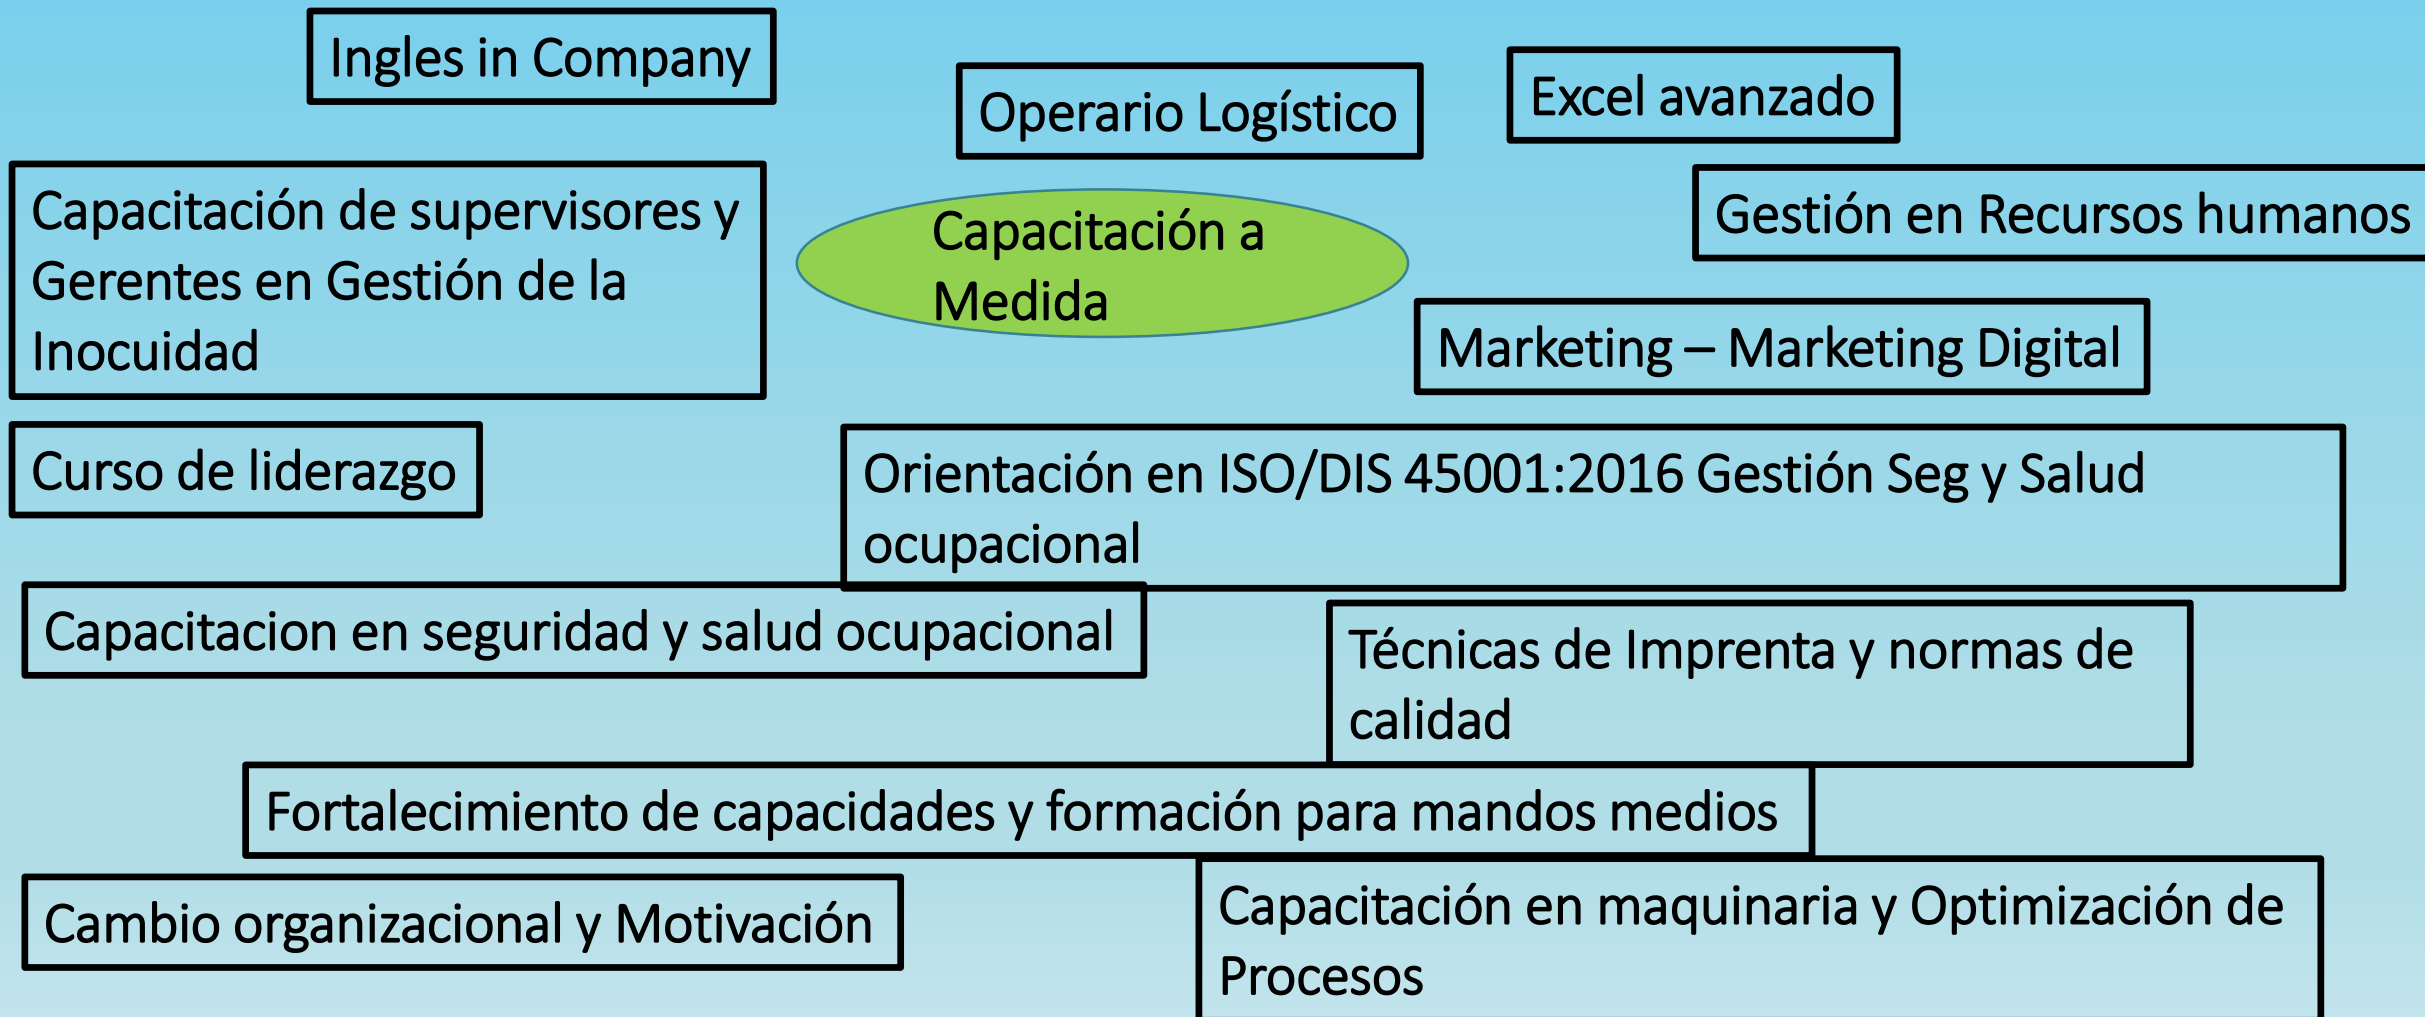 Ingles in Company
Operario Logístico
Excel avanzado
Capacitación de supervisores y
Gerentes en Gestión de la
Inocuidad
Capacitación a
Medida
Gestión en Recursos humanos
Marketing – Marketing Digital
Curso de liderazgo
Orientación en ISO/DIS 45001:2016 Gestión Seg y Salud
ocupacional
Capacitacion en seguridad y salud ocupacional
Técnicas de Imprenta y normas de
calidad
Fortalecimiento de capacidades y formación para mandos medios
Cambio organizacional y Motivación
Capacitación en maquinaria y Optimización de
Procesos